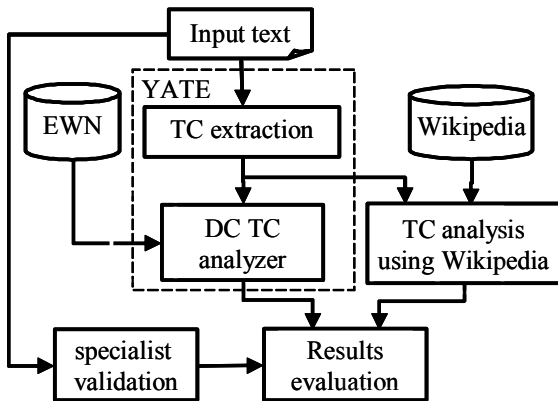 Input text
YATE
EWN
TC extraction
Wikipedia
DC TC
analyzer
TC analysis
using Wikipedia
specialist
validation
Results
evaluation